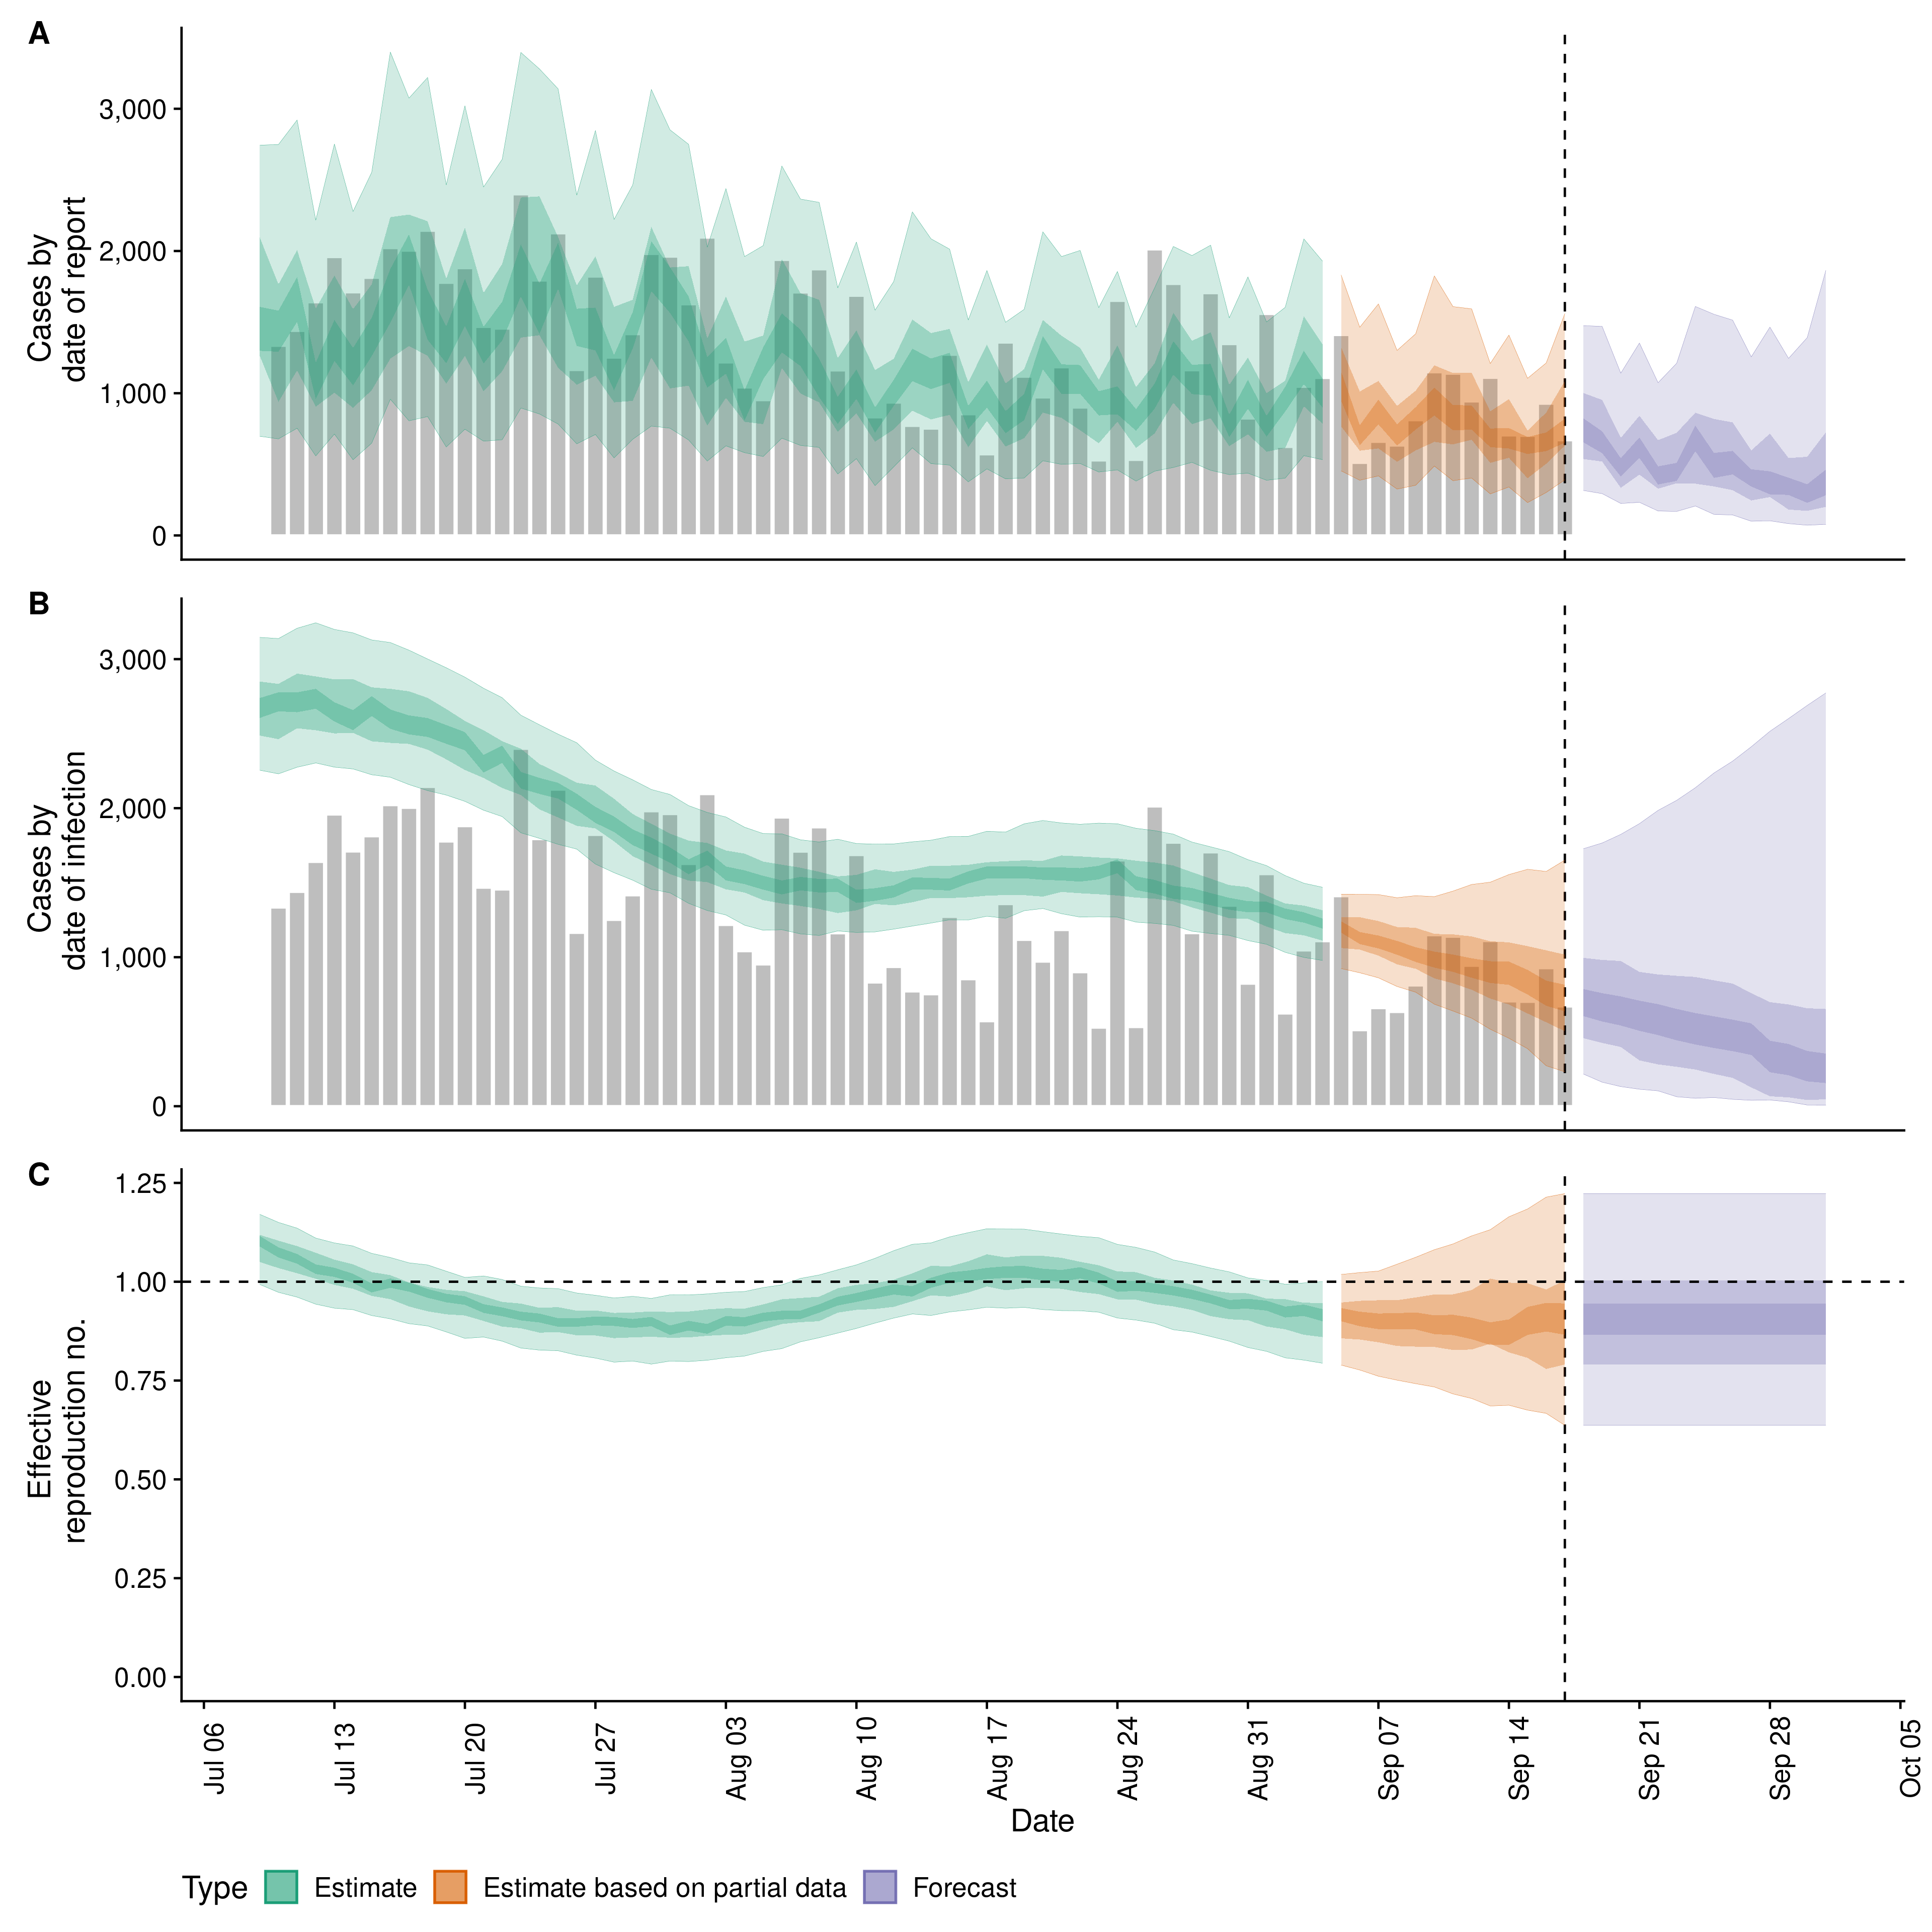 A
Cases by
date of report
3,000
2,000
1,000
0
B
Cases by
date of infection
3,000
2,000
1,000
0
C
Effective
reproduction no.
1.25
1.00
0.75
0.50
0.25
0.00
Jul 06
Jul 13
Jul 20
Jul 27
Aug 03
Aug 10
Aug 17
Aug 24
Aug 31
Sep 07
Sep 14
Sep 21
Sep 28
Oct 05
Date
Type Estimate Estimate based on partial data Forecast